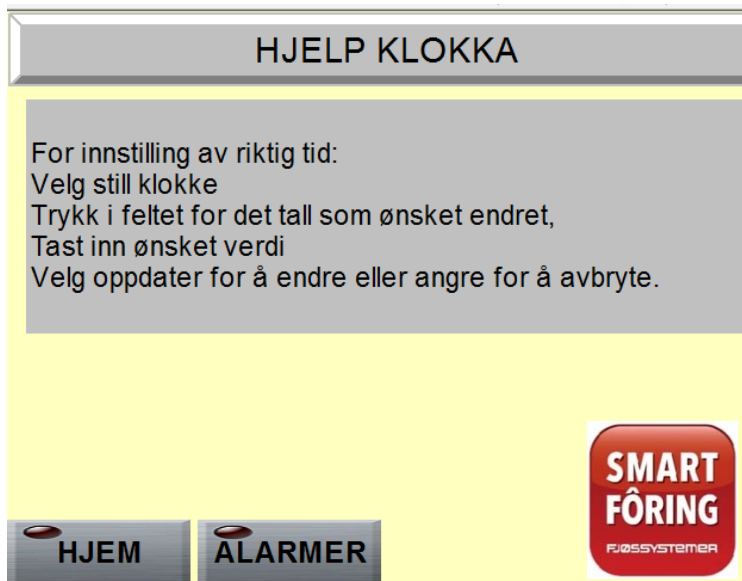 HJELP KLOKKA
For innstilling av riktig tid:
Velg still klokke
Trykk i feltet for det tall som ønsket endret,
Tast inn ønsket verdi
Velg oppdater for å endre eller angre for å avbryte.
SMART
FÔRING
FJØSSYSTEMER
HJEM
ALARMER